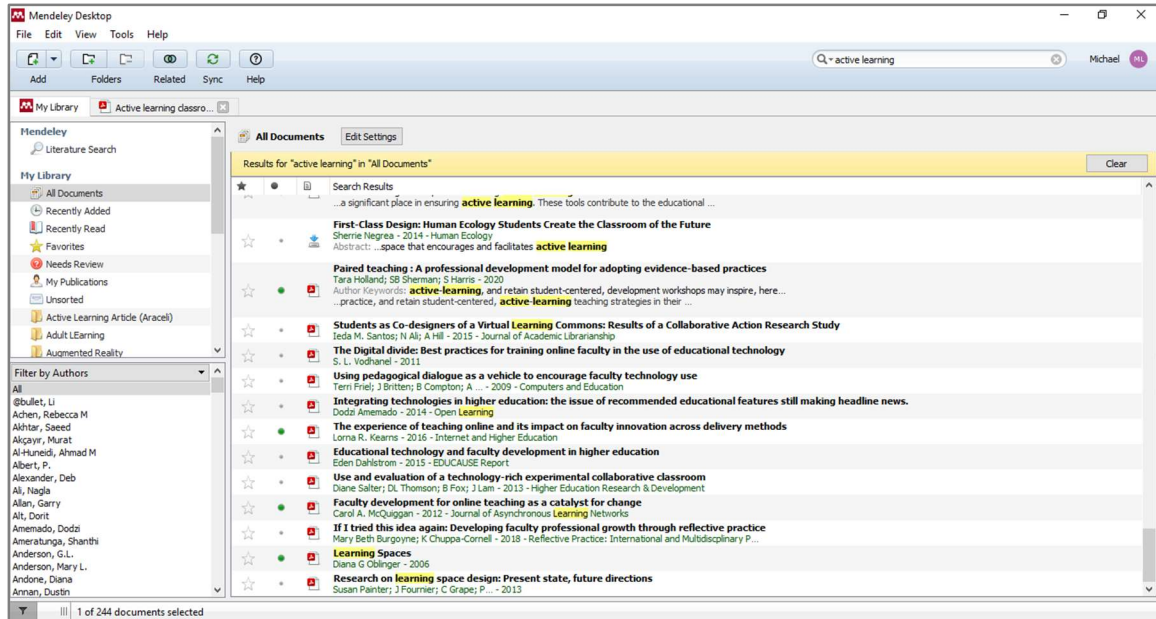 Mendeley Desktop
File Edit View Tools Help
active learning
Michael ML
Add Folders Related Sync Help
My Library Active learning classro...
Mendeley
Literature Search
My Library
All Documents
Recently Added
Recently Read
Favorites
Needs Review
My Publications
Unsorted
Active Learning Article (Araceli)
Adult LEarning
Augmented Reality
Filter by Authors
All
@bullet, Li
Achen, Rebecca M
Akhtar, Saeed
Akçayır, Murat
Al-Huneidi, Ahmad M
Albert, P.
Alexander, Deb
Ali, Nagla
Allan, Garry
Alt, Dorit
Amemado, Dodzi
Ameratunga, Shanthi
Anderson, G.L.
Anderson, Mary L.
Andone, Diana
Annan, Dustin
All Documents Edit Settings
Results for "active learning" in "All Documents" Clear
Search Results
...a significant place in ensuring active learning. These tools contribute to the educational ...
First-Class Design: Human Ecology Students Create the Classroom of the Future
Sherrie Negrea - 2014 - Human Ecology
Abstract: ...space that encourages and facilitates active learning
Paired teaching : A professional development model for adopting evidence-based practices
Tara Holland; SB Sherman; S Harris - 2020
Author Keywords: active-learning, and retain student-centered, development workshops may inspire, here...
...practice, and retain student-centered, active-learning teaching strategies in their ...
Students as Co-designers of a Virtual Learning Commons: Results of a Collaborative Action Research Study
Ieda M. Santos; N Ali; A Hill - 2015 - Journal of Academic Librarianship
The Digital divide: Best practices for training online faculty in the use of educational technology
S. L. Vodhanel - 2011
Using pedagogical dialogue as a vehicle to encourage faculty technology use
Terri Friel; J Britten; B Compton; A ... - 2009 - Computers and Education
Integrating technologies in higher education: the issue of recommended educational features still making headline news.
Dodzi Amemado - 2014 - Open Learning
The experience of teaching online and its impact on faculty innovation across delivery methods
Lorna R. Kearns - 2016 - Internet and Higher Education
Educational technology and faculty development in higher education
Eden Dahlstrom - 2015 - EDUCAUSE Report
Use and evaluation of a technology-rich experimental collaborative classroom
Diane Salter; DL Thomson; B Fox; J Lam - 2013 - Higher Education Research & Development
Faculty development for online teaching as a catalyst for change
Carol A. McQuiggan - 2012 - Journal of Asynchronous Learning Networks
If I tried this idea again: Developing faculty professional growth through reflective practice
Mary Beth Burgoyne; K Chuppa-Cornell - 2018 - Reflective Practice: International and Multidiscplinary P...
Learning Spaces
Diana G Oblinger - 2006
Research on learning space design: Present state, future directions
Susan Painter; J Fournier; C Grape; P... - 2013
1 of 244 documents selected